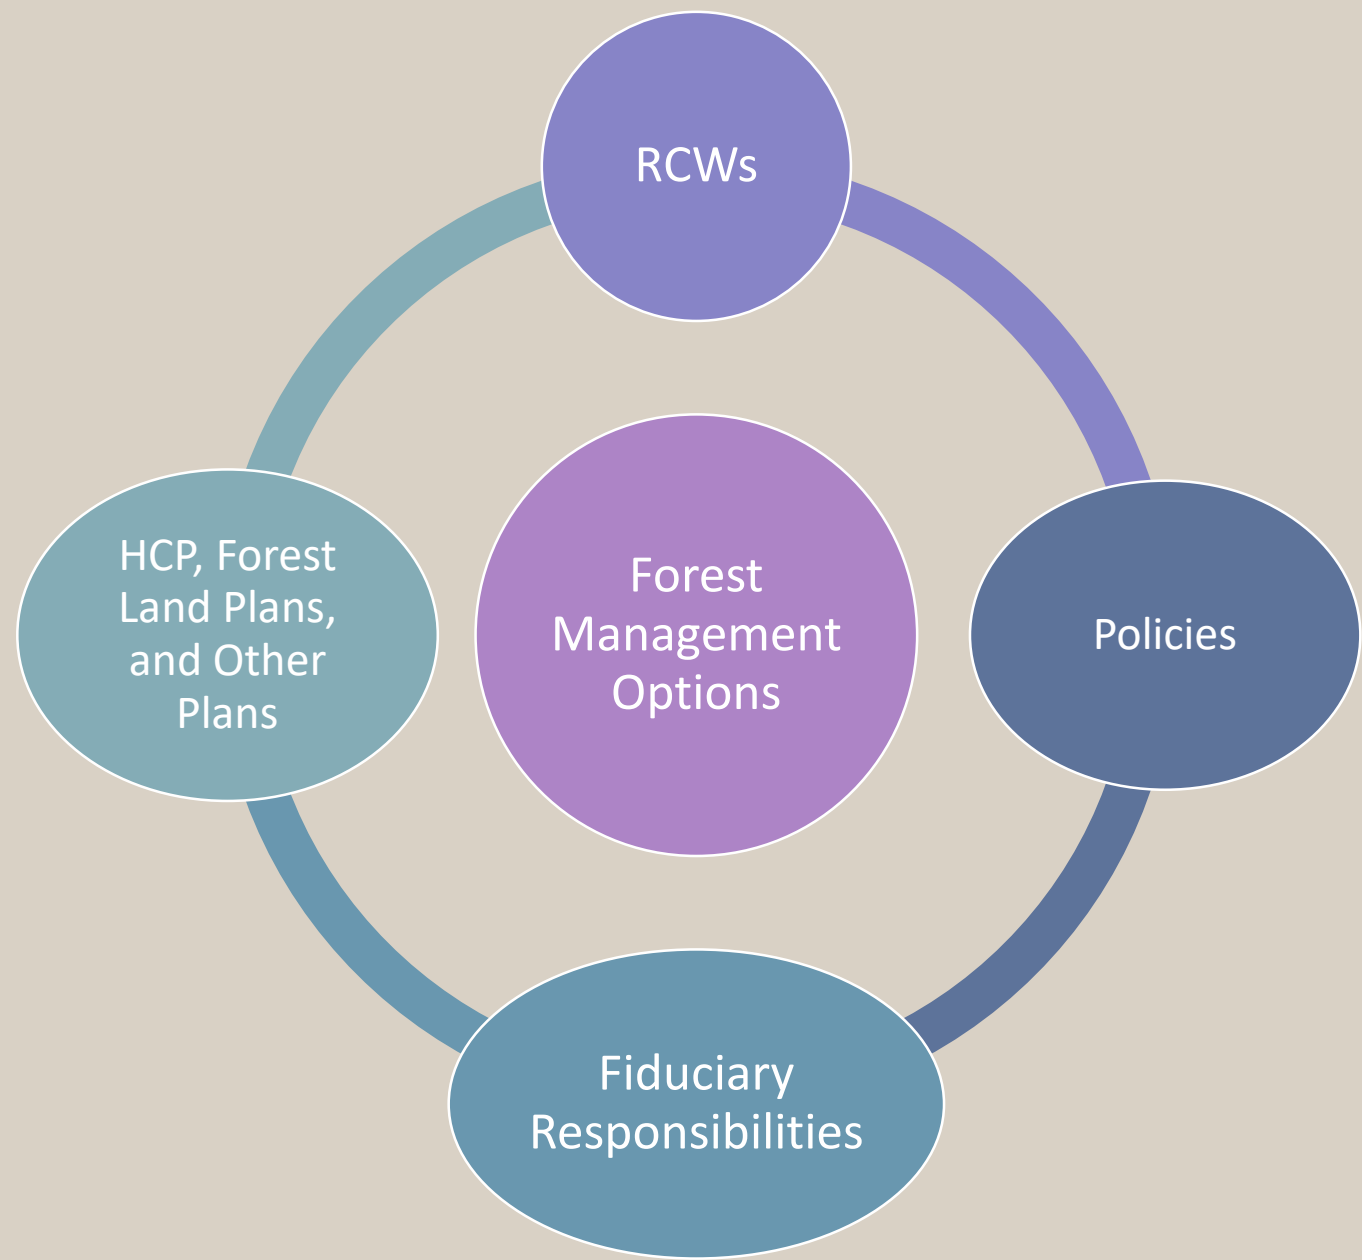 RCWs
HCP, Forest
Land Plans,
and Other
Plans
Forest
Management
Options
Policies
Fiduciary
Responsibilities